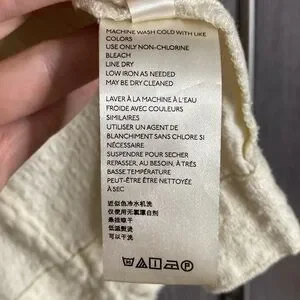 MACHINE WASH COLD WITH LIKE
COLORS
USE ONLY NON-CHLORINE
BLEACH
LINE DRY
LOW IRON AS NEEDED
MAY BE DRY CLEANED
LAVER À LA MACHINE À L'EAU
FROIDE AVEC COULEURS
SIMILAIRES
UTILISER UN AGENT DE
BLANCHIMENT SANS CHLORE SI
NÉCESSAIRE
SUSPENDRE POUR SECHER
REPASSER, AU BESOIN, À TRÈS
BASSE TEMPÉRATURE
PEUT-ÊTRE ÊTRE NETTOYÉE
À SEC
近似色冷水机洗
仅使用无氯漂白剂
悬挂晾干
低温熨烫
可以干洗